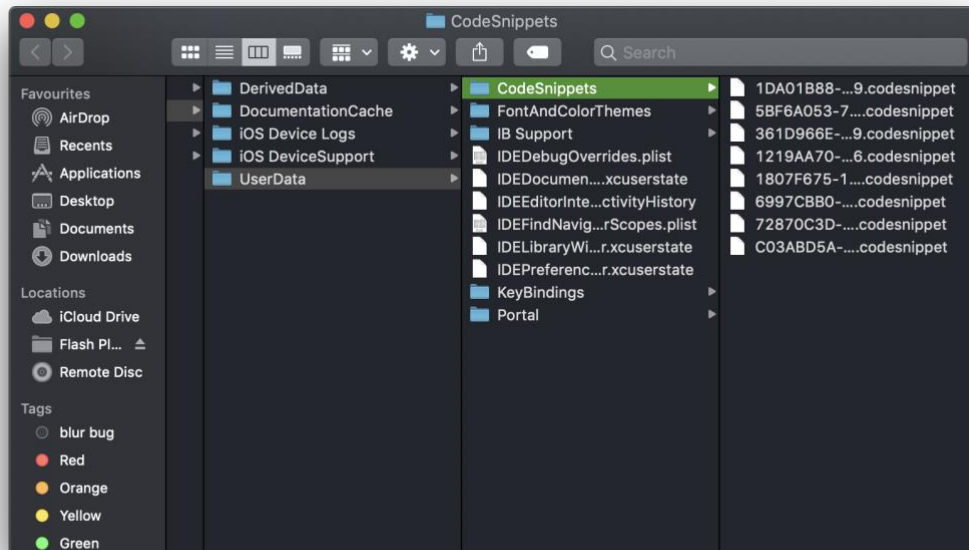 CodeSnippets
Search
Favourites
AirDrop
Recents
Applications
Desktop
Documents
Downloads
Locations
iCloud Drive
Flash Pl...
Remote Disc
Tags
blur bug
Red
Orange
Yellow
Green
DerivedData
DocumentationCache
iOS Device Logs
iOS DeviceSupport
UserData
CodeSnippets
FontAndColorThemes
IB Support
IDEDebugOverrides.plist
IDEDocumen....xcuserstate
IDEEditorInte...ctivityHistory
IDEFindNavig...rScopes.plist
IDELibraryWi...r.xcuserstate
IDEPreferenc...r.xcuserstate
KeyBindings
Portal
1DA01B88-...9.codesnippet
5BF6A053-7....codesnippet
361D966E-...9.codesnippet
1219AA70-...6.codesnippet
1807F675-1....codesnippet
6997CBB0-....codesnippet
72870C3D-....codesnippet
C03ABD5A-....codesnippet